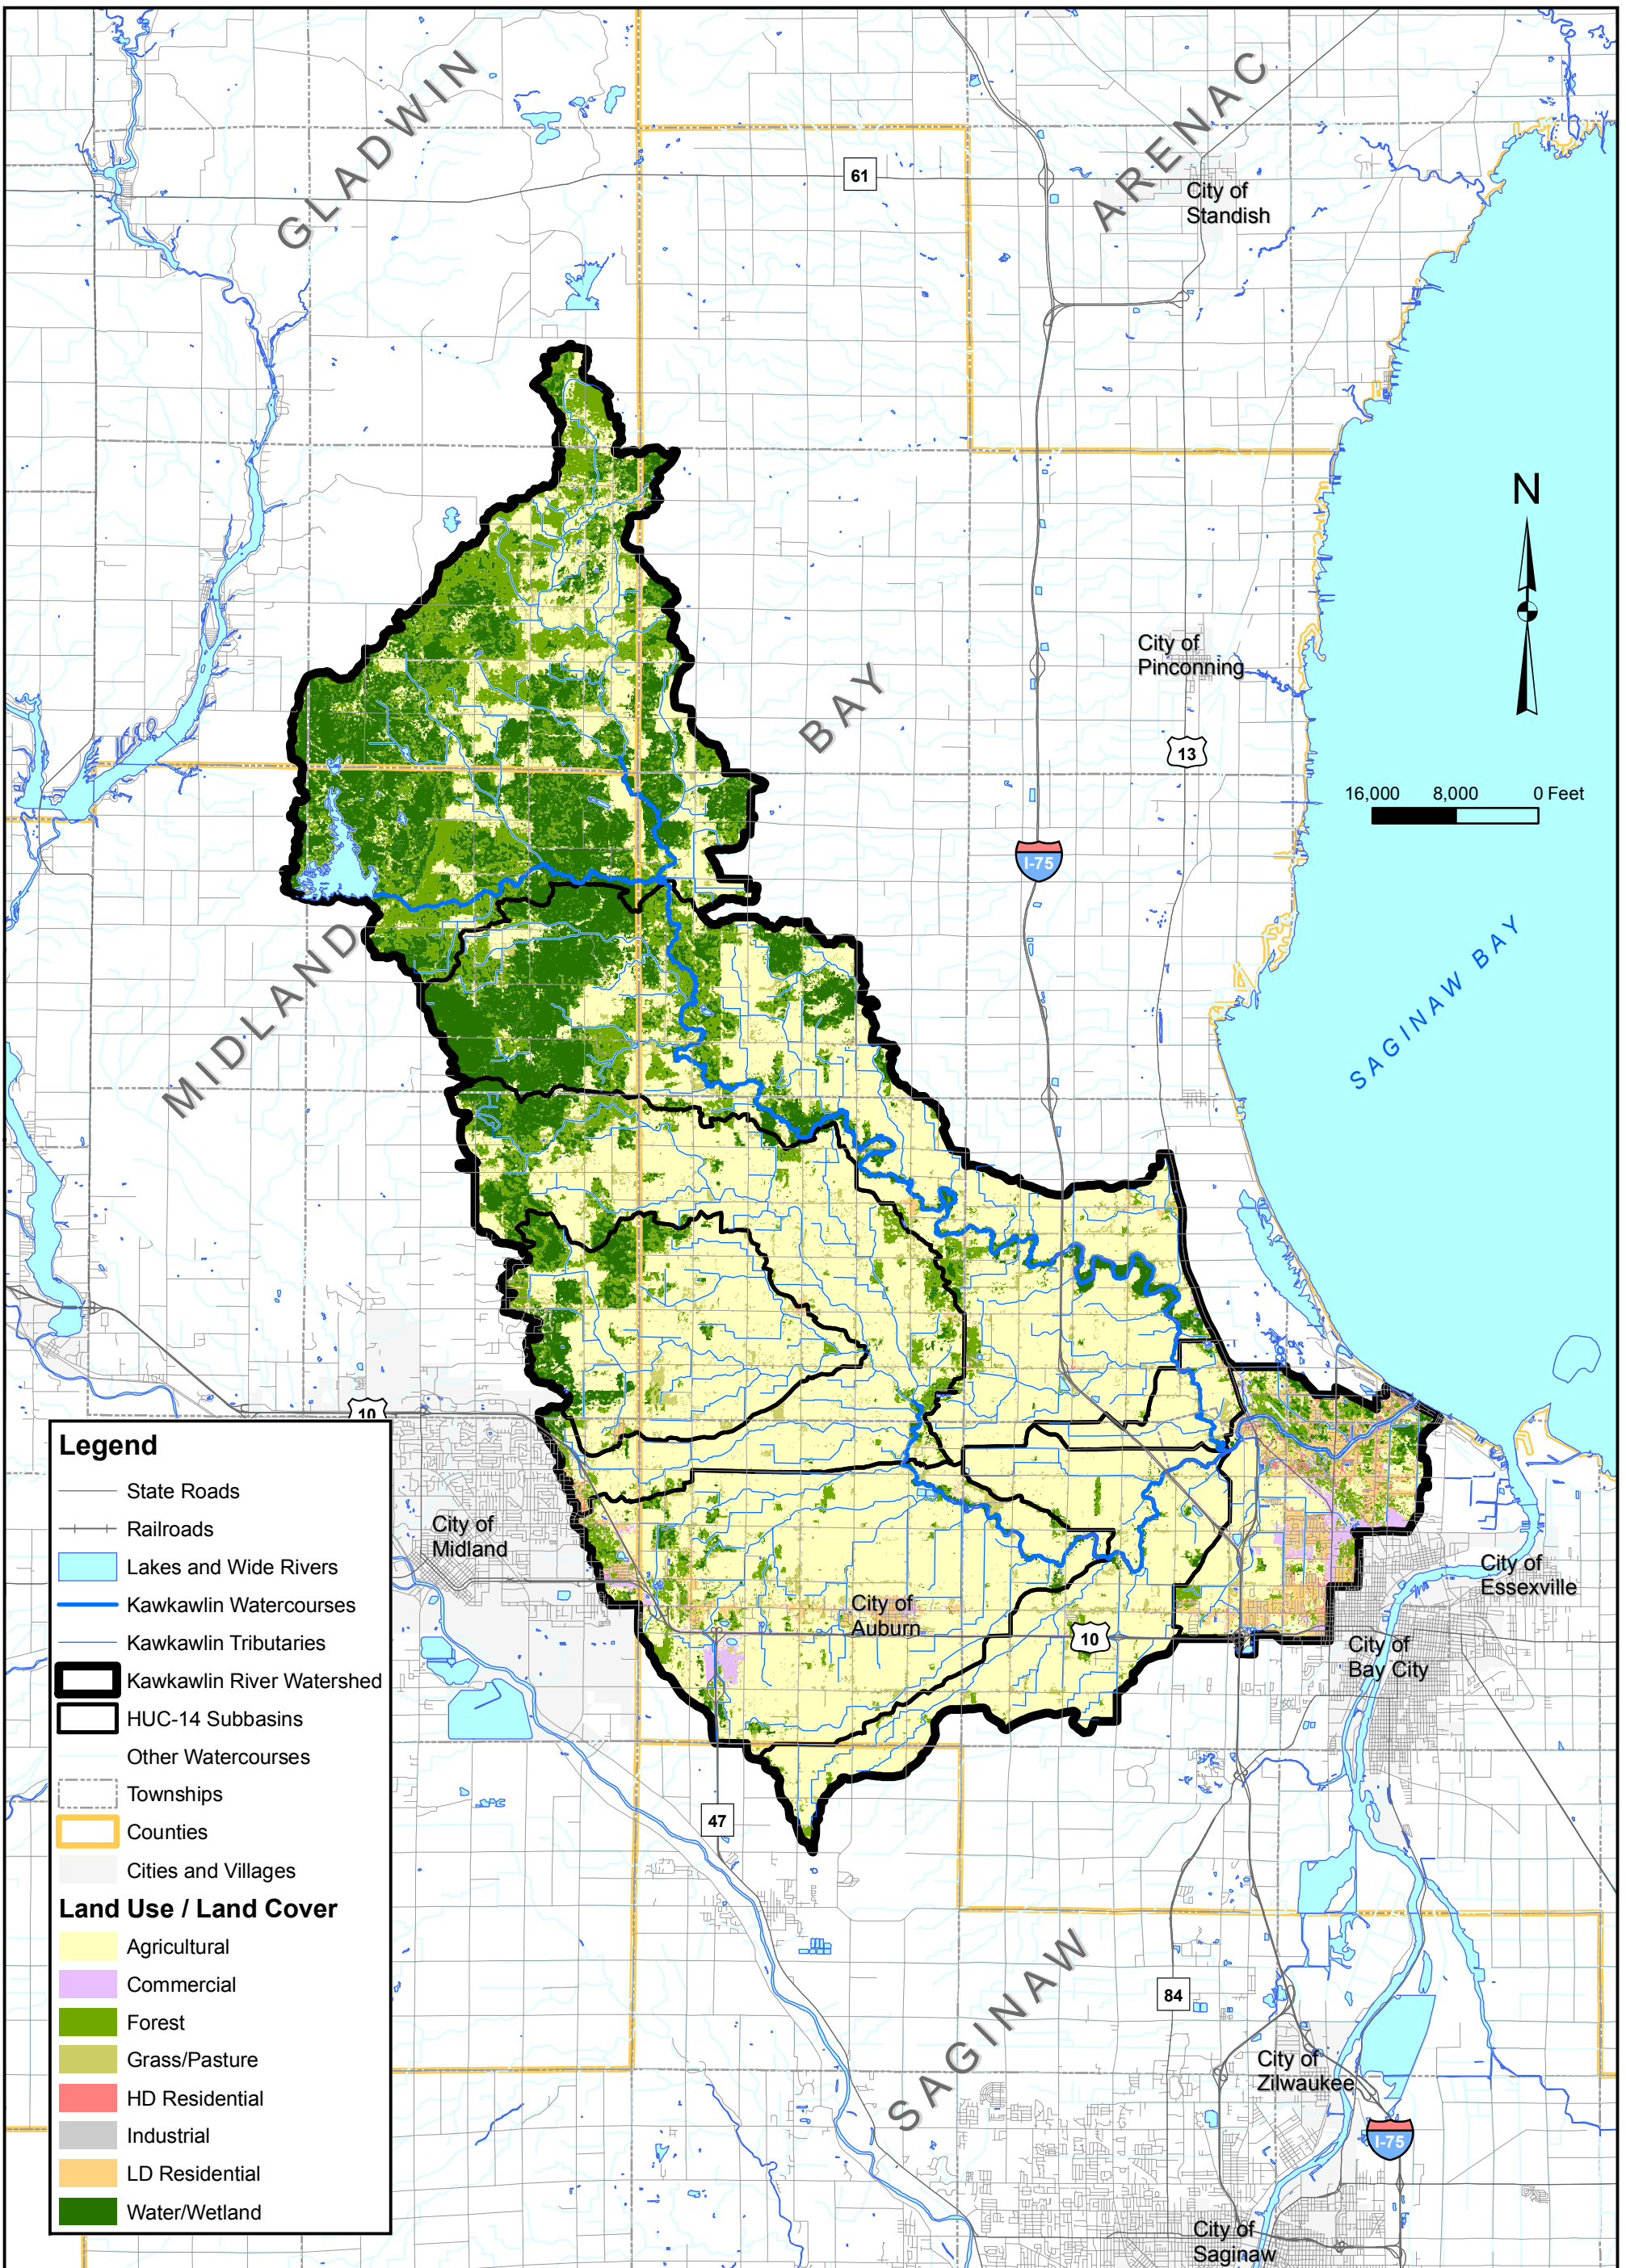 GLADWIN
ARENAC
61
City of
Standish
N
City of
Pinconning
BAY
13
16,000 8,000 0 Feet
I-75
SAGINAW BAY
MIDLAND
10
Legend
State Roads
Railroads
Lakes and Wide Rivers
Kawkawlin Watercourses
Kawkawlin Tributaries
Kawkawlin River Watershed
HUC-14 Subbasins
Other Watercourses
Townships
Counties
Cities and Villages
Land Use / Land Cover
Agricultural
Commercial
Forest
Grass/Pasture
HD Residential
Industrial
LD Residential
Water/Wetland
City of
Midland
City of
Auburn
10
City of
Essexville
City of
Bay City
47
SAGINAW
84
City of
Zilwaukee
I-75
City of
Saginaw